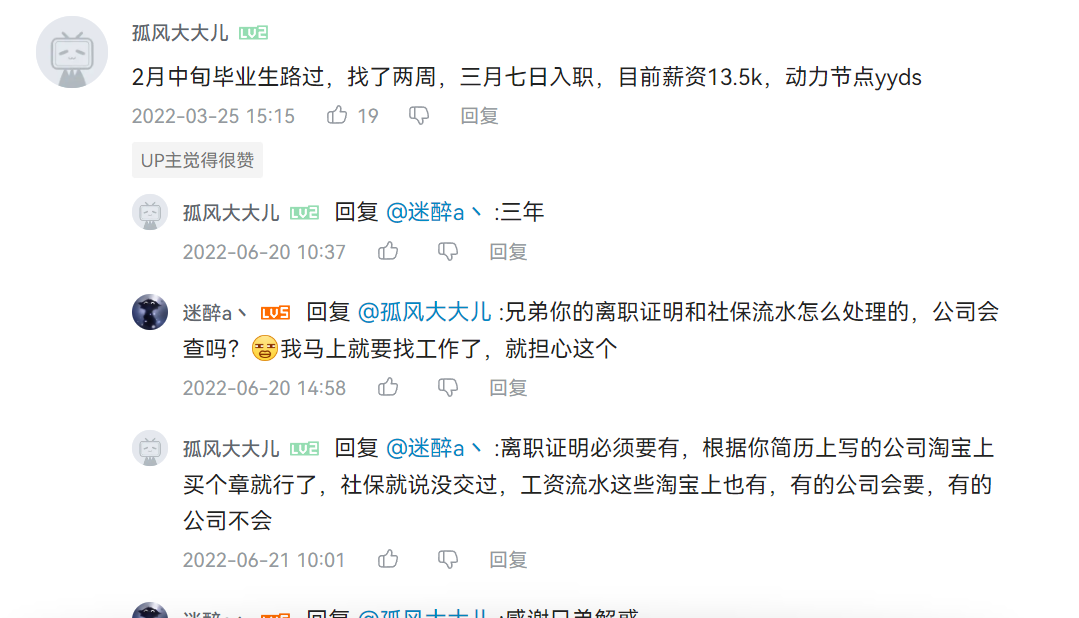 孤风大大儿 LV2
2月中旬毕业生路过，找了两周，三月七日入职，目前薪资13.5k，动力节点yyds
2022-03-25 15:15 19 回复
UP主觉得很赞
孤风大大儿 LV2 回复 @迷醉a丶 :三年
2022-06-20 10:37 回复
迷醉a丶 LV5 回复 @孤风大大儿 :兄弟你的离职证明和社保流水怎么处理的，公司会
查吗？我马上就要找工作了，就担心这个
2022-06-20 14:58 回复
孤风大大儿 LV2 回复 @迷醉a丶 :离职证明必须要有，根据你简历上写的公司淘宝上
买个章就行了，社保就说没交过，工资流水这些淘宝上也有，有的公司会要，有的
公司不会
2022-06-21 10:01 回复
迷醉a丶 LV5 回复 @孤风大大儿 :感谢兄弟解惑